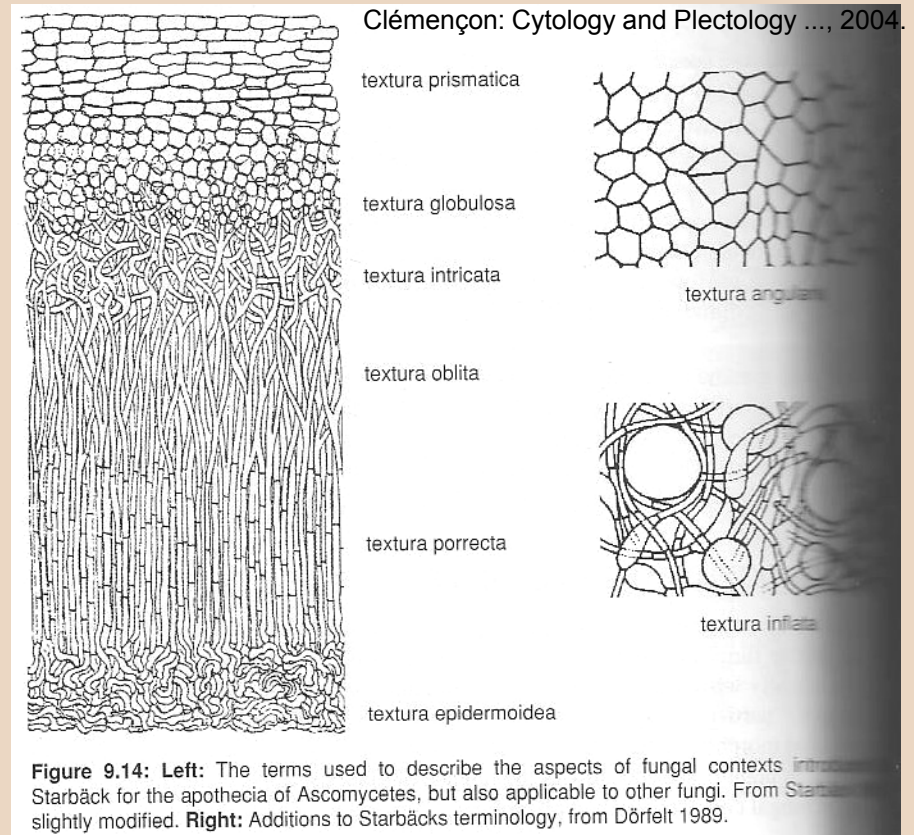 Clémençon: Cytology and Plectology ..., 2004.
textura prismatica
textura globulosa
textura intricata
textura oblita
textura porrecta
textura epidermoidea
textura
textura inflata
Figure 9.14: Left: The terms used to describe the aspects of fungal contexts
Starbäck for the apothecia of Ascomycetes, but also applicable to other fungi. From
slightly modified. Right: Additions to Starbäcks terminology, from Dörfelt 1989.